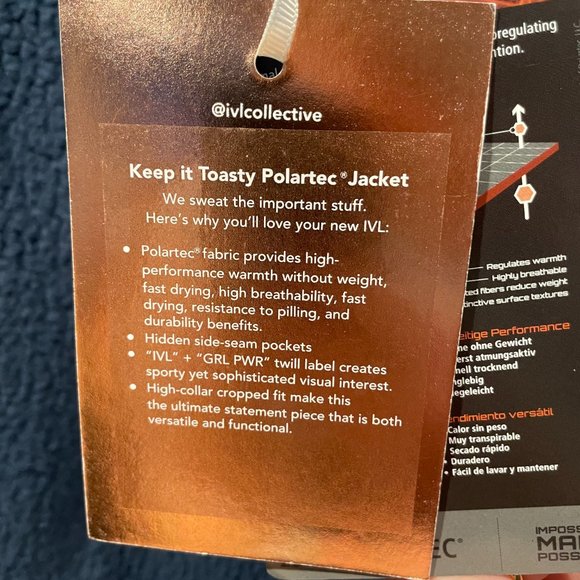 @ivlcollective
Keep it Toasty Polartec® Jacket
We sweat the important stuff.
Here's why you'll love your new IVL:
• Polartec® fabric provides high-
performance warmth without weight,
fast drying, high breathability, fast
drying, resistance to pilling, and
durability benefits.
• Hidden side-seam pockets
• "IVL" + "GRL PWR" twill label creates
sporty yet sophisticated visual interest.
• High-collar cropped fit make this
the ultimate statement piece that is both
versatile and functional.
Regulates warmth
Highly breathable
fibers reduce weight
surface textures
Performance
ohne Gewicht
atmungsaktiv
trocknend
versátil
Calor sin peso
Muy transpirable
• Secado rápido
• Duradero
• Fácil de lavar y mantener